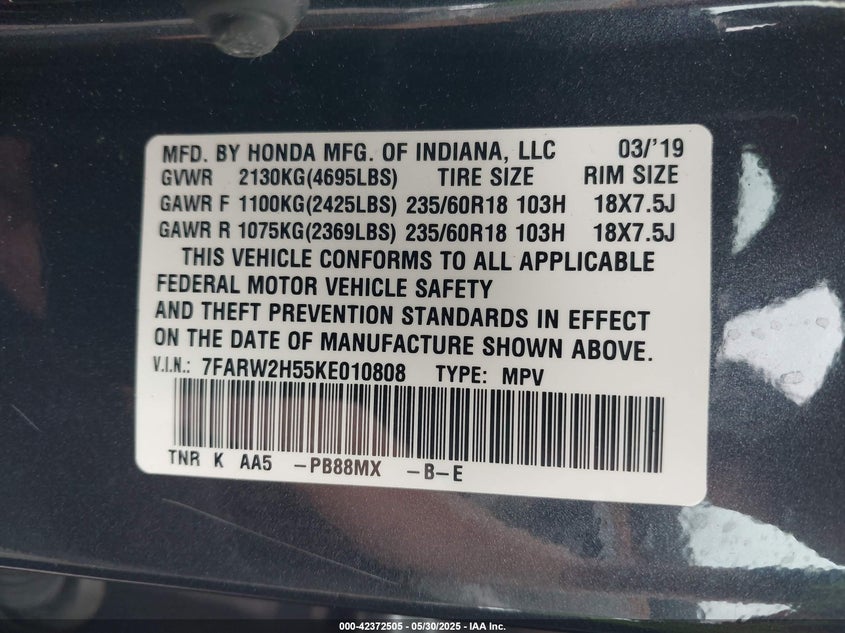 MFD. BY HONDA MFG. OF INDIANA, LLC 03/'19
GVWR 2130KG(4695LBS) TIRE SIZE RIM SIZE
GAWR F 1100KG(2425LBS) 235/60R18 103H 18X7.5J
GAWR R 1075KG(2369LBS) 235/60R18 103H 18X7.5J
THIS VEHICLE CONFORMS TO ALL APPLICABLE
FEDERAL MOTOR VEHICLE SAFETY
AND THEFT PREVENTION STANDARDS IN EFFECT
ON THE DATE OF MANUFACTURE SHOWN ABOVE.
V.I.N.: 7FARW2H55KE010808 TYPE: MPV
TNR K AA5 -PB88MX -B-E
000-42372505 - 05/30/2025 - IAA Inc.